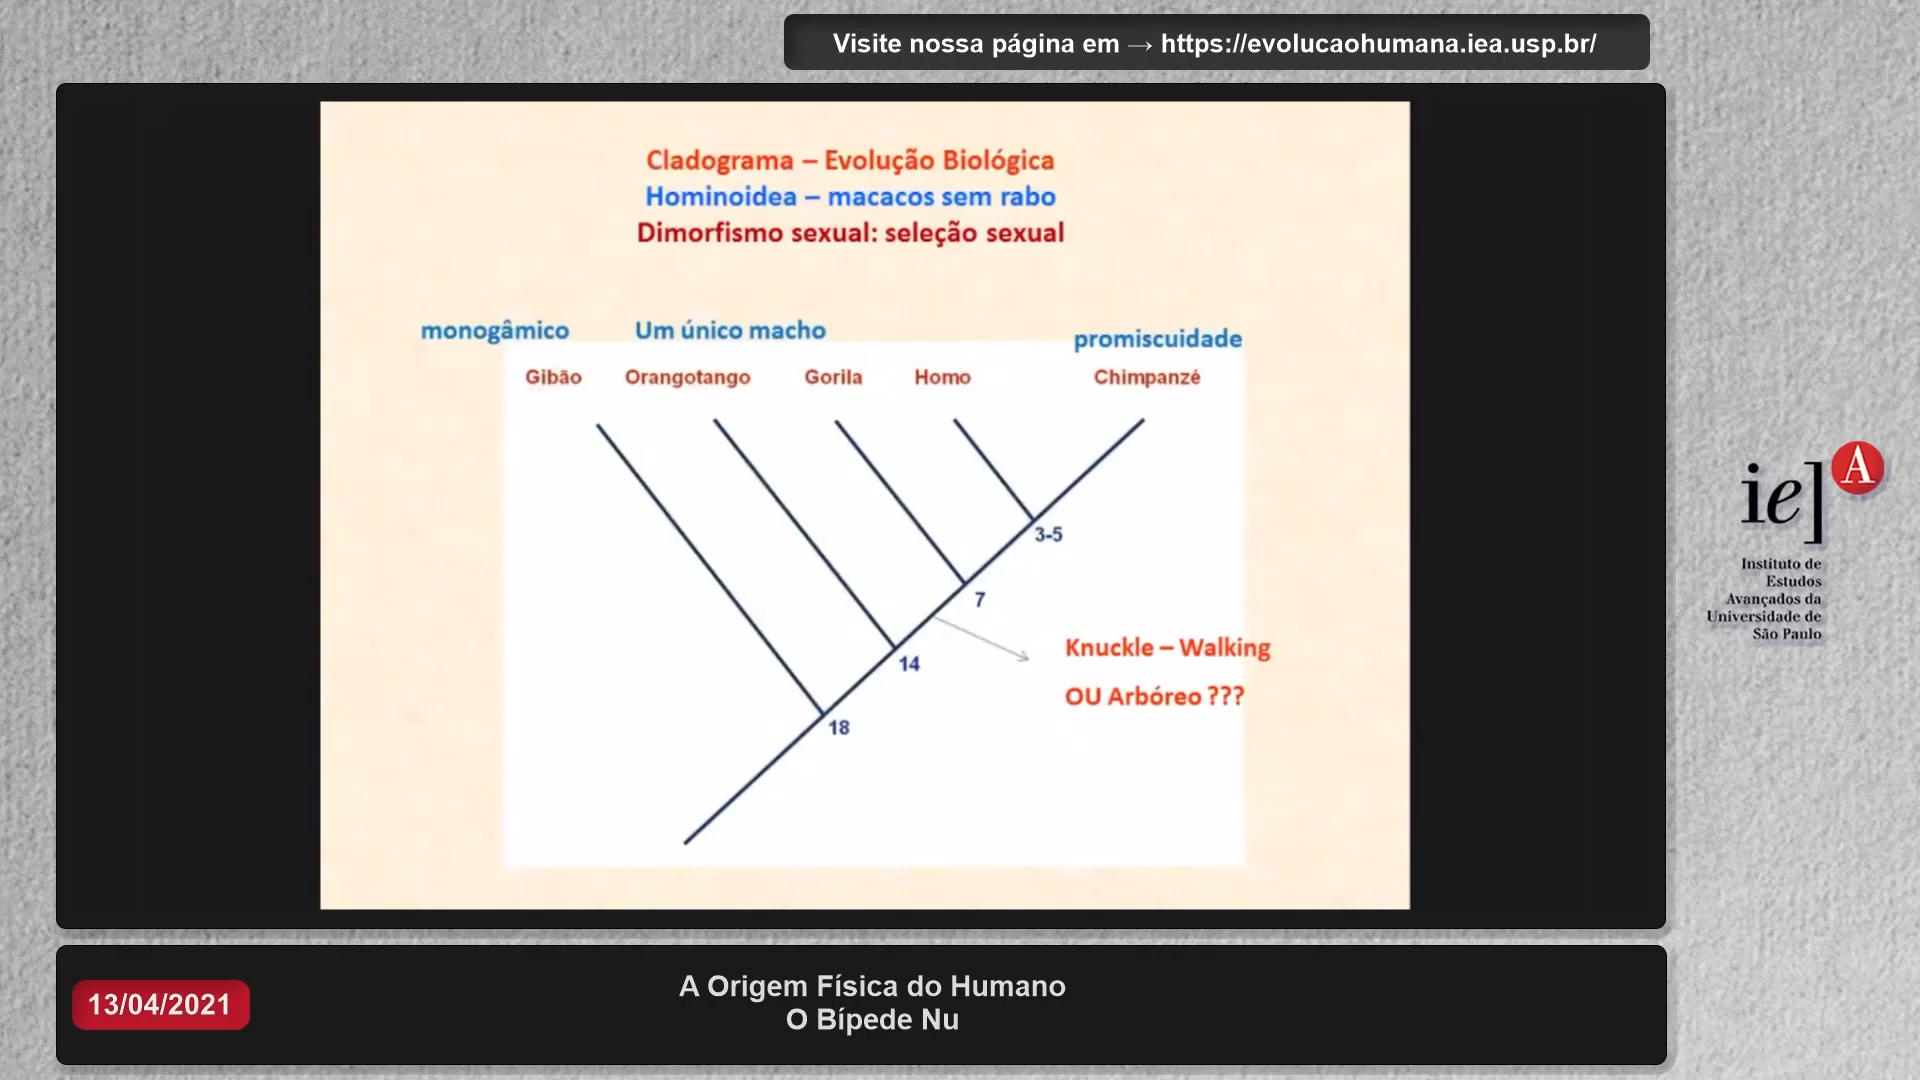 Visite nossa página em → https://evolucaohumana.iea.usp.br/
Cladograma – Evolução Biológica
Hominoidea – macacos sem rabo
Dimorfismo sexual: seleção sexual
monogâmico Um único macho promiscuidade
Gibão Orangotango Gorila Homo Chimpanzé
3-5
7
14
18
Knuckle – Walking
OU Arbóreo ???
ie] A
Instituto de
Estudos
Avançados da
Universidade de
São Paulo
13/04/2021
A Origem Física do Humano
O Bípede Nu